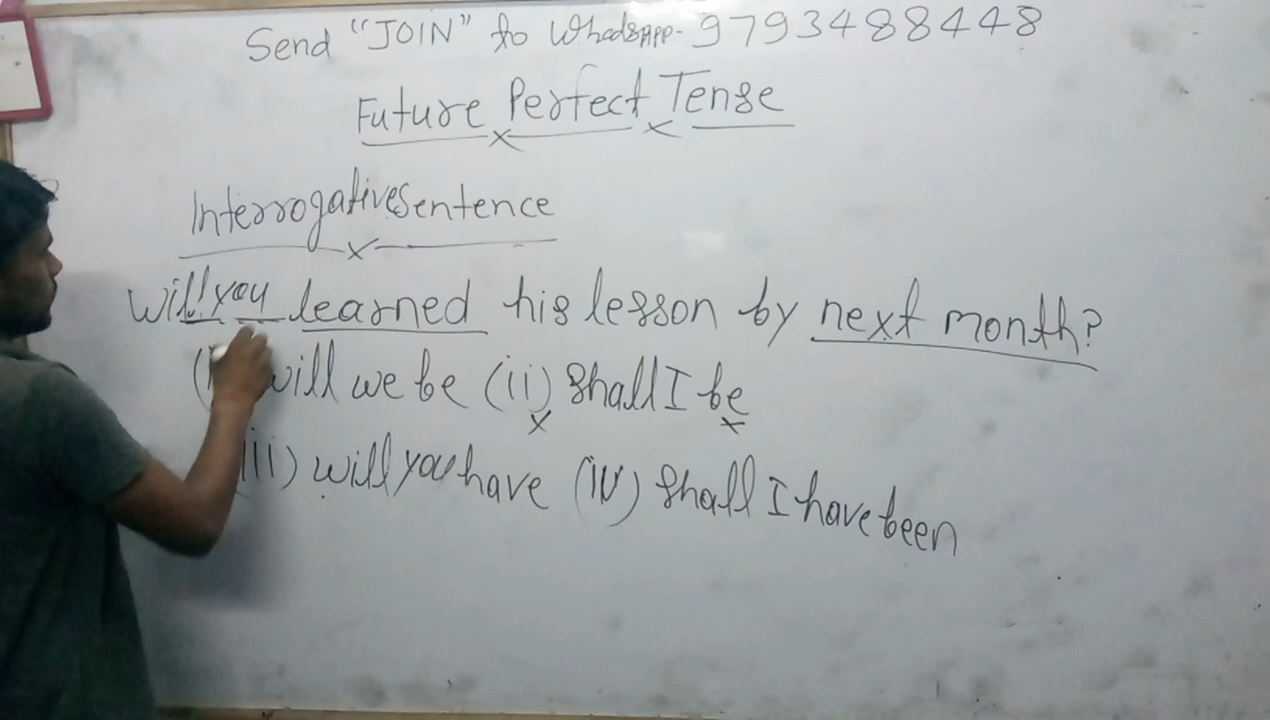 Send "JOIN" to WhatsApp-9793488448
Future Perfect Tense
Interrogative Sentence
Will you learned his lesson by next month?
will we be (ii) Shall I be
iii) will you have (iv) Shall I have been